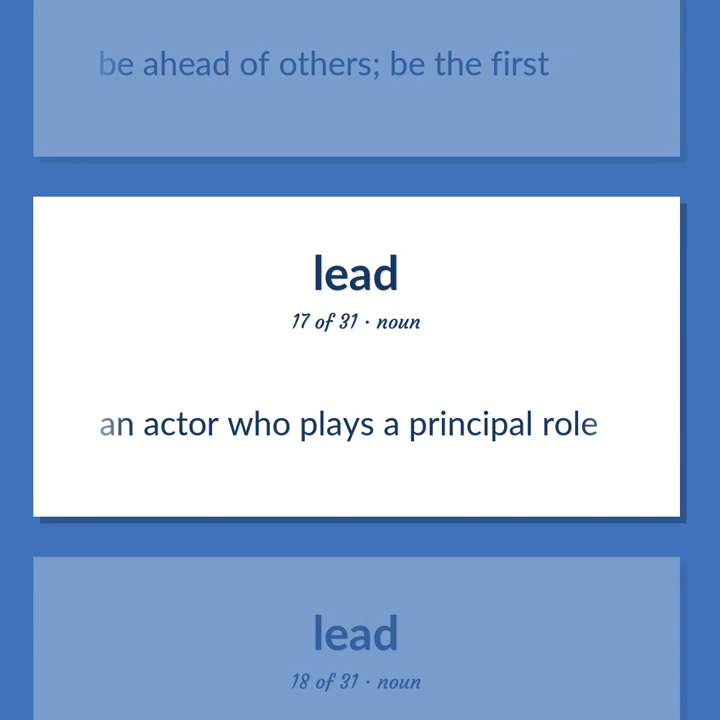 be ahead of others; be the first
lead
17 of 31 · noun
an actor who plays a principal role
lead
18 of 31 · noun